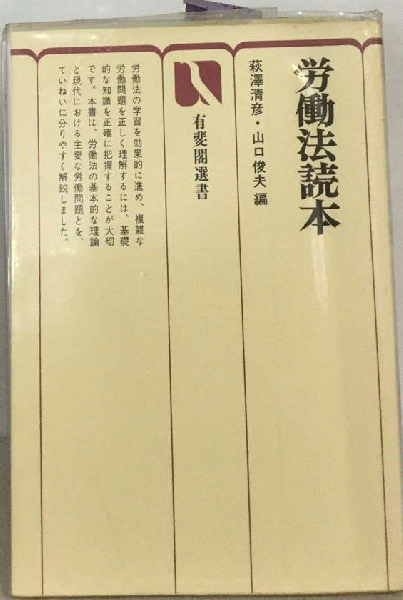 労働法読本
萩澤清彦・山口俊夫 編
有斐閣選書
労働法の学習を効果的に進め、複雑な
労働問題を正しく理解するには、基礎
的な知識を正確に把握することが大切
です。本書は、労働法の基本的な理論
と現代における主要な労働問題とを、
ていねいに分りやすく解説しました。